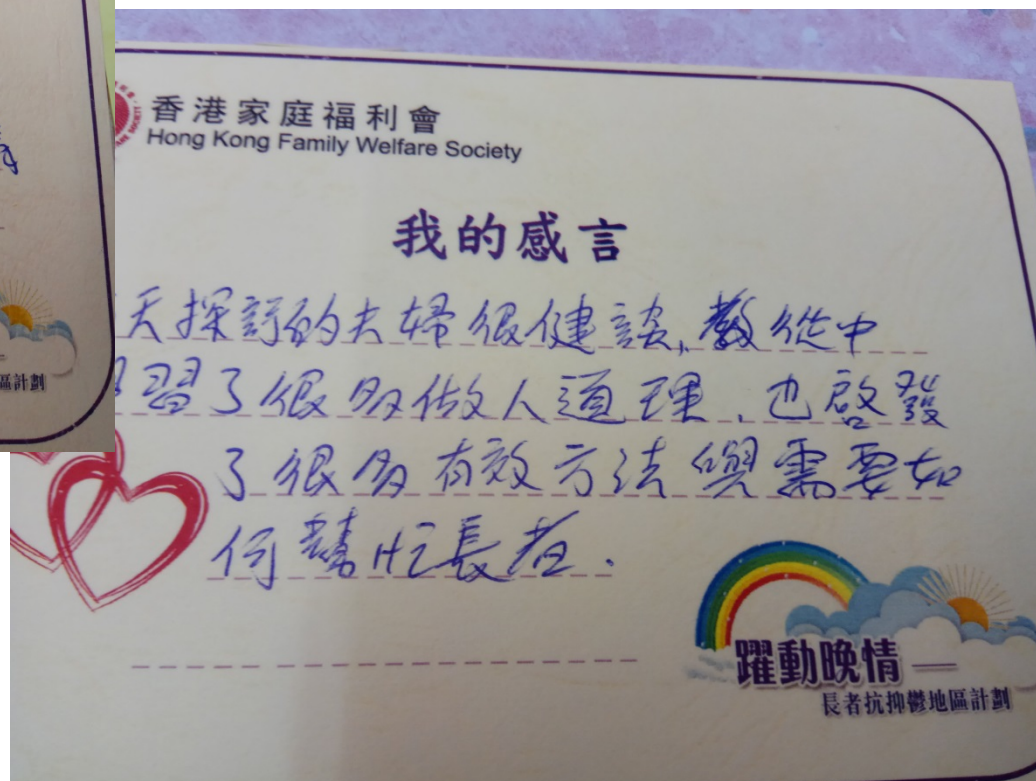 香港家庭福利會
Hong Kong Family Welfare Society
我的感言
天探訪的夫婦很健談,教從中
習了很多做人道理,也啓發
了很多有效方法與需要如
何幫忙長者.
躍動晚情
長者抗抑鬱地區計劃
區計劃